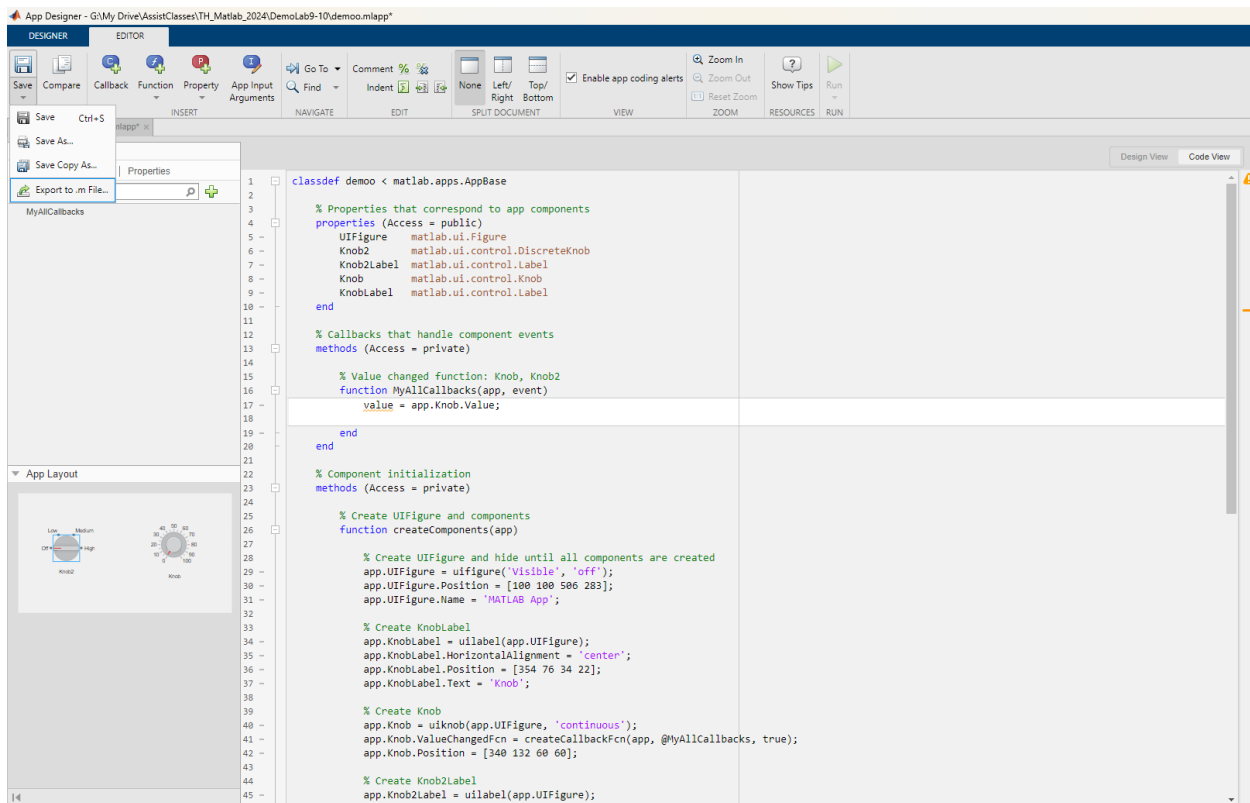 App Designer - G:\My Drive\AssistClasses\TH_Matlab_2024\DemoLab9-10\demoo.mlapp*
DESIGNER EDITOR
Save Compare Callback Function Property App Input Arguments
Go To Comment
Find Indent
None Left/ Right Top/ Bottom
Enable app coding alerts
Zoom In
Zoom Out
Reset Zoom
Show Tips Run
INSERT NAVIGATE EDIT SPLIT DOCUMENT VIEW ZOOM RESOURCES RUN
Save Ctrl+S
Save As...
Save Copy As...
Export to .m File...
mlapp* ×
Properties
MyAllCallbacks
Design View Code View
1 classdef demoo < matlab.apps.AppBase
2
3 % Properties that correspond to app components
4 properties (Access = public)
5 - UIFigure matlab.ui.Figure
6 - Knob2 matlab.ui.control.DiscreteKnob
7 - Knob2Label matlab.ui.control.Label
8 - Knob matlab.ui.control.Knob
9 - KnobLabel matlab.ui.control.Label
10 - end
11
12 % Callbacks that handle component events
13 methods (Access = private)
14
15 % Value changed function: Knob, Knob2
16 function MyAllCallbacks(app, event)
17 - value = app.Knob.Value;
18
19 - end
20 end
21
22 % Component initialization
23 methods (Access = private)
24
25 % Create UIFigure and components
26 function createComponents(app)
27
28 % Create UIFigure and hide until all components are created
29 - app.UIFigure = uifigure('Visible', 'off');
30 - app.UIFigure.Position = [100 100 506 283];
31 - app.UIFigure.Name = 'MATLAB App';
32
33 % Create KnobLabel
34 - app.KnobLabel = uilabel(app.UIFigure);
35 - app.KnobLabel.HorizontalAlignment = 'center';
36 - app.KnobLabel.Position = [354 76 34 22];
37 - app.KnobLabel.Text = 'Knob';
38
39 % Create Knob
40 - app.Knob = uiknob(app.UIFigure, 'continuous');
41 - app.Knob.ValueChangedFcn = createCallbackFcn(app, @MyAllCallbacks, true);
42 - app.Knob.Position = [340 132 60 60];
43
44 % Create Knob2Label
45 - app.Knob2Label = uilabel(app.UIFigure);
App Layout
Low Medium
Off High
Knob2
40 50 60
30 70
20 80
10 90
0 100
Knob